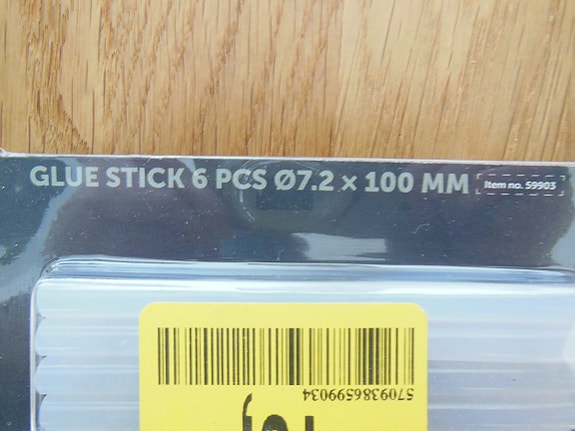 GLUE STICK 6 PCS Ø7.2 × 100 MM
Item no. 59903
5709386599034